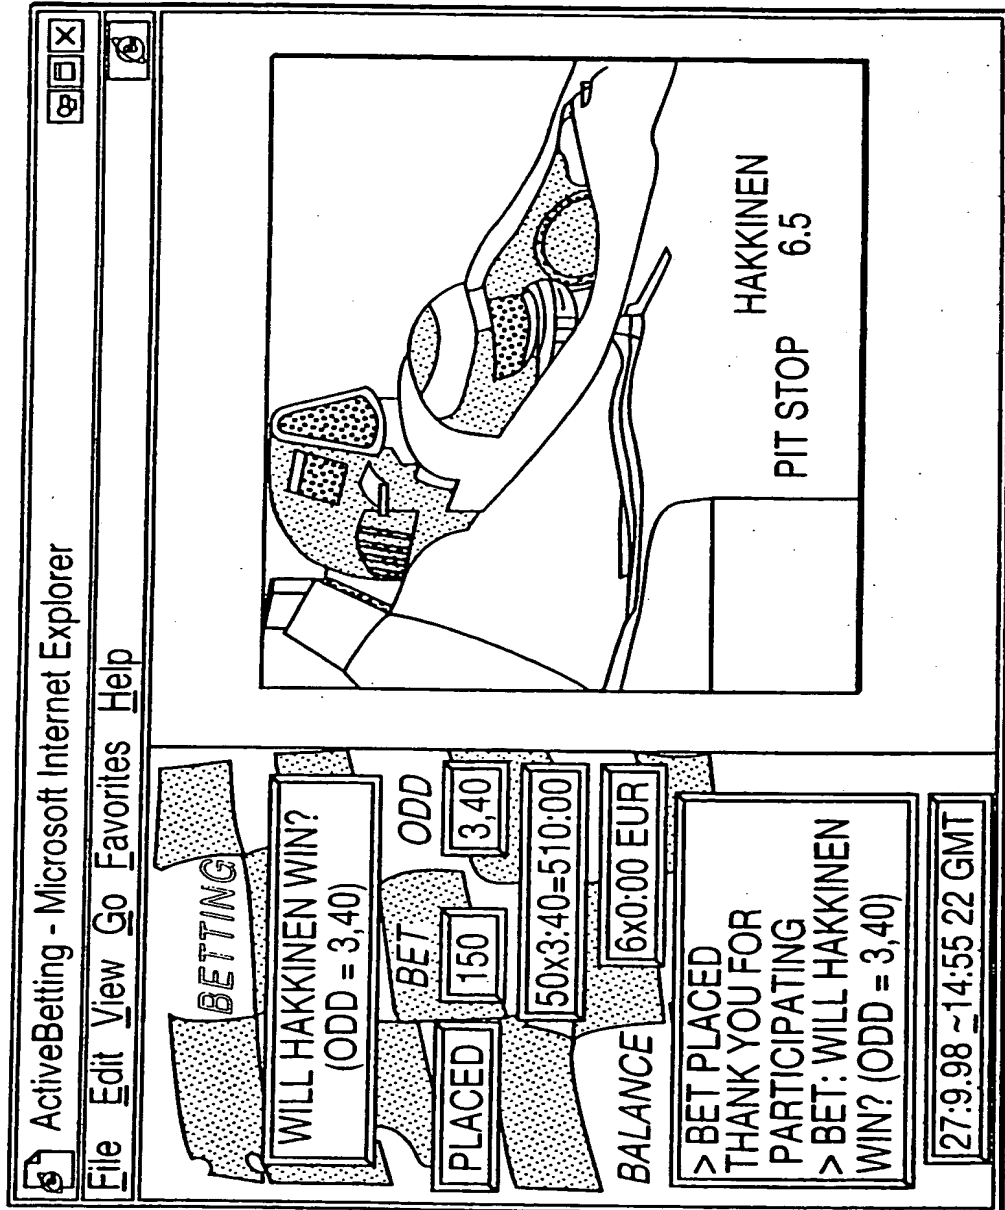 ActiveBetting - Microsoft Internet Explorer
File Edit View Go Favorites Help
BETTING
WILL HAKKINEN WIN?
(ODD = 3,40)
BET ODD
PLACED 150 3,40
50x3:40=510:00
BALANCE 6x0:00 EUR
>BET PLACED
THANK YOU FOR
PARTICIPATING
>BET: WILL HAKKINEN
WIN? (ODD = 3,40)
27:9.98 ~14:55 22 GMT
HAKKINEN
PIT STOP 6.5